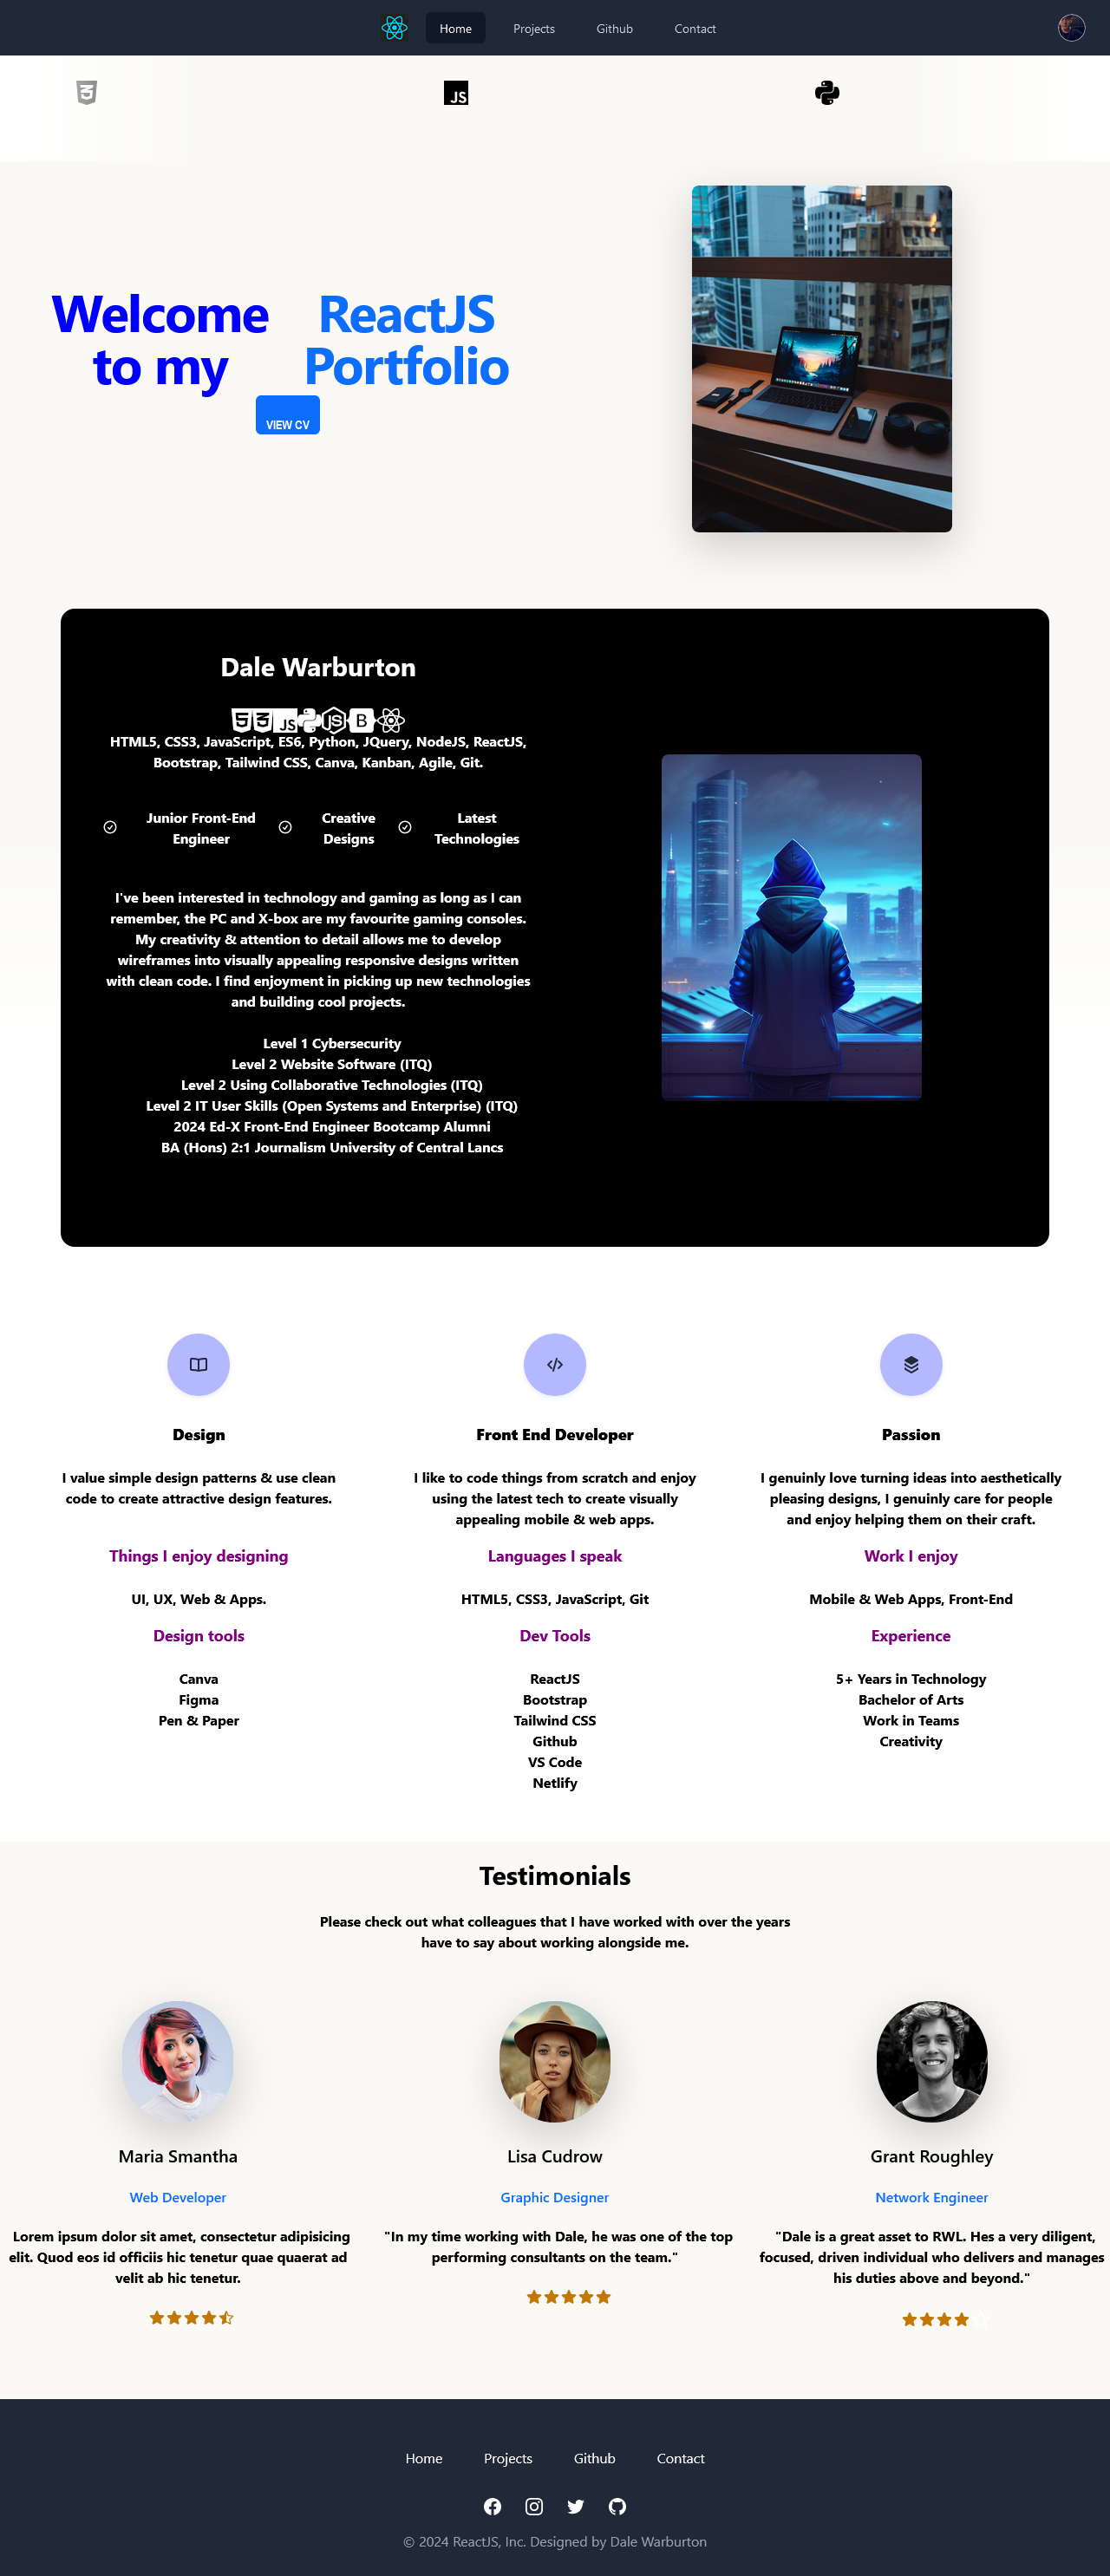 Home Projects Github Contact
JS
Welcome
to my
ReactJS
Portfolio
VIEW CV
Dale Warburton
JS JS B
HTML5, CSS3, JavaScript, ES6, Python, JQuery, NodeJS, ReactJS,
Bootstrap, Tailwind CSS, Canva, Kanban, Agile, Git.
Junior Front-End
Engineer
Creative
Designs
Latest
Technologies
I've been interested in technology and gaming as long as I can
remember, the PC and X-box are my favourite gaming consoles.
My creativity & attention to detail allows me to develop
wireframes into visually appealing responsive designs written
with clean code. I find enjoyment in picking up new technologies
and building cool projects.
Level 1 Cybersecurity
Level 2 Website Software (ITQ)
Level 2 Using Collaborative Technologies (ITQ)
Level 2 IT User Skills (Open Systems and Enterprise) (ITQ)
2024 Ed-X Front-End Engineer Bootcamp Alumni
BA (Hons) 2:1 Journalism University of Central Lancs
Design
I value simple design patterns & use clean
code to create attractive design features.
Things I enjoy designing
UI, UX, Web & Apps.
Design tools
Canva
Figma
Pen & Paper
Front End Developer
I like to code things from scratch and enjoy
using the latest tech to create visually
appealing mobile & web apps.
Languages I speak
HTML5, CSS3, JavaScript, Git
Dev Tools
ReactJS
Bootstrap
Tailwind CSS
Github
VS Code
Netlify
Passion
I genuinly love turning ideas into aesthetically
pleasing designs, I genuinly care for people
and enjoy helping them on their craft.
Work I enjoy
Mobile & Web Apps, Front-End
Experience
5+ Years in Technology
Bachelor of Arts
Work in Teams
Creativity
Testimonials
Please check out what colleagues that I have worked with over the years
have to say about working alongside me.
Maria Smantha
Web Developer
Lorem ipsum dolor sit amet, consectetur adipisicing
elit. Quod eos id officiis hic tenetur quae quaerat ad
velit ab hic tenetur.
Lisa Cudrow
Graphic Designer
"In my time working with Dale, he was one of the top
performing consultants on the team."
Grant Roughley
Network Engineer
"Dale is a great asset to RWL. Hes a very diligent,
focused, driven individual who delivers and manages
his duties above and beyond."
Home Projects Github Contact
© 2024 ReactJS, Inc. Designed by Dale Warburton